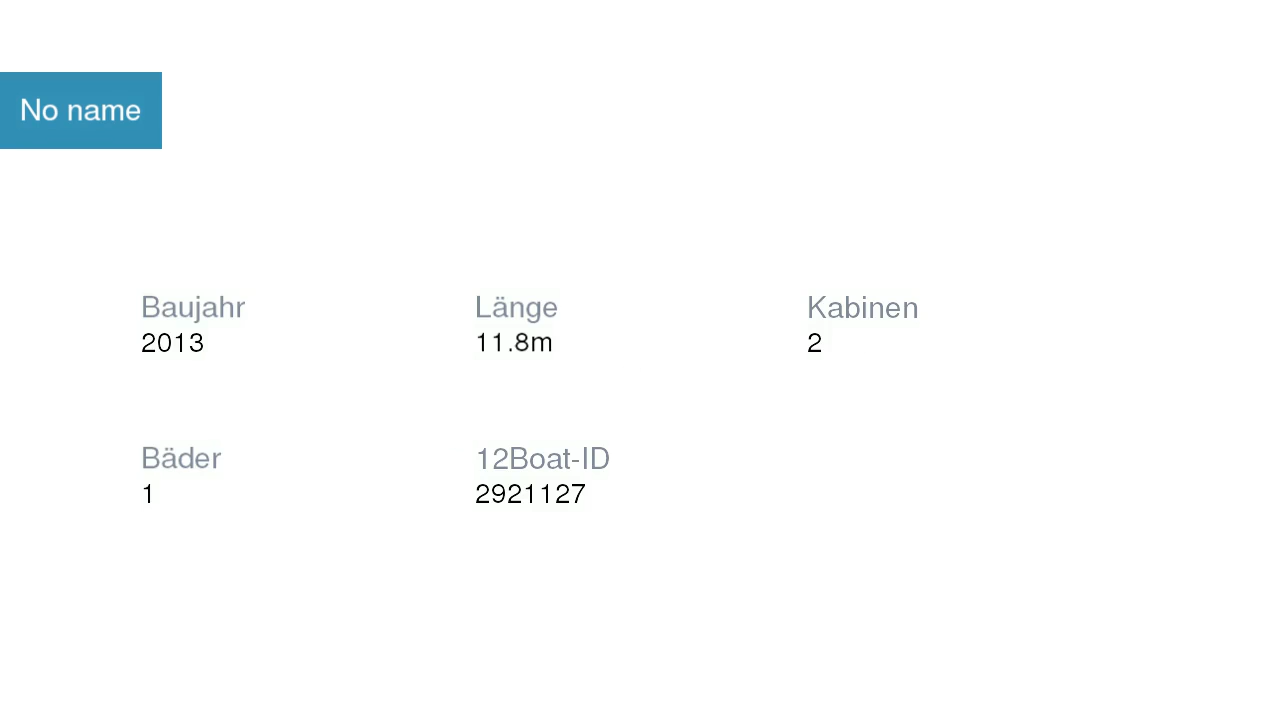 No name
Baujahr
2013
Länge
11.8m
Kabinen
2
Bäder
1
12Boat-ID
2921127